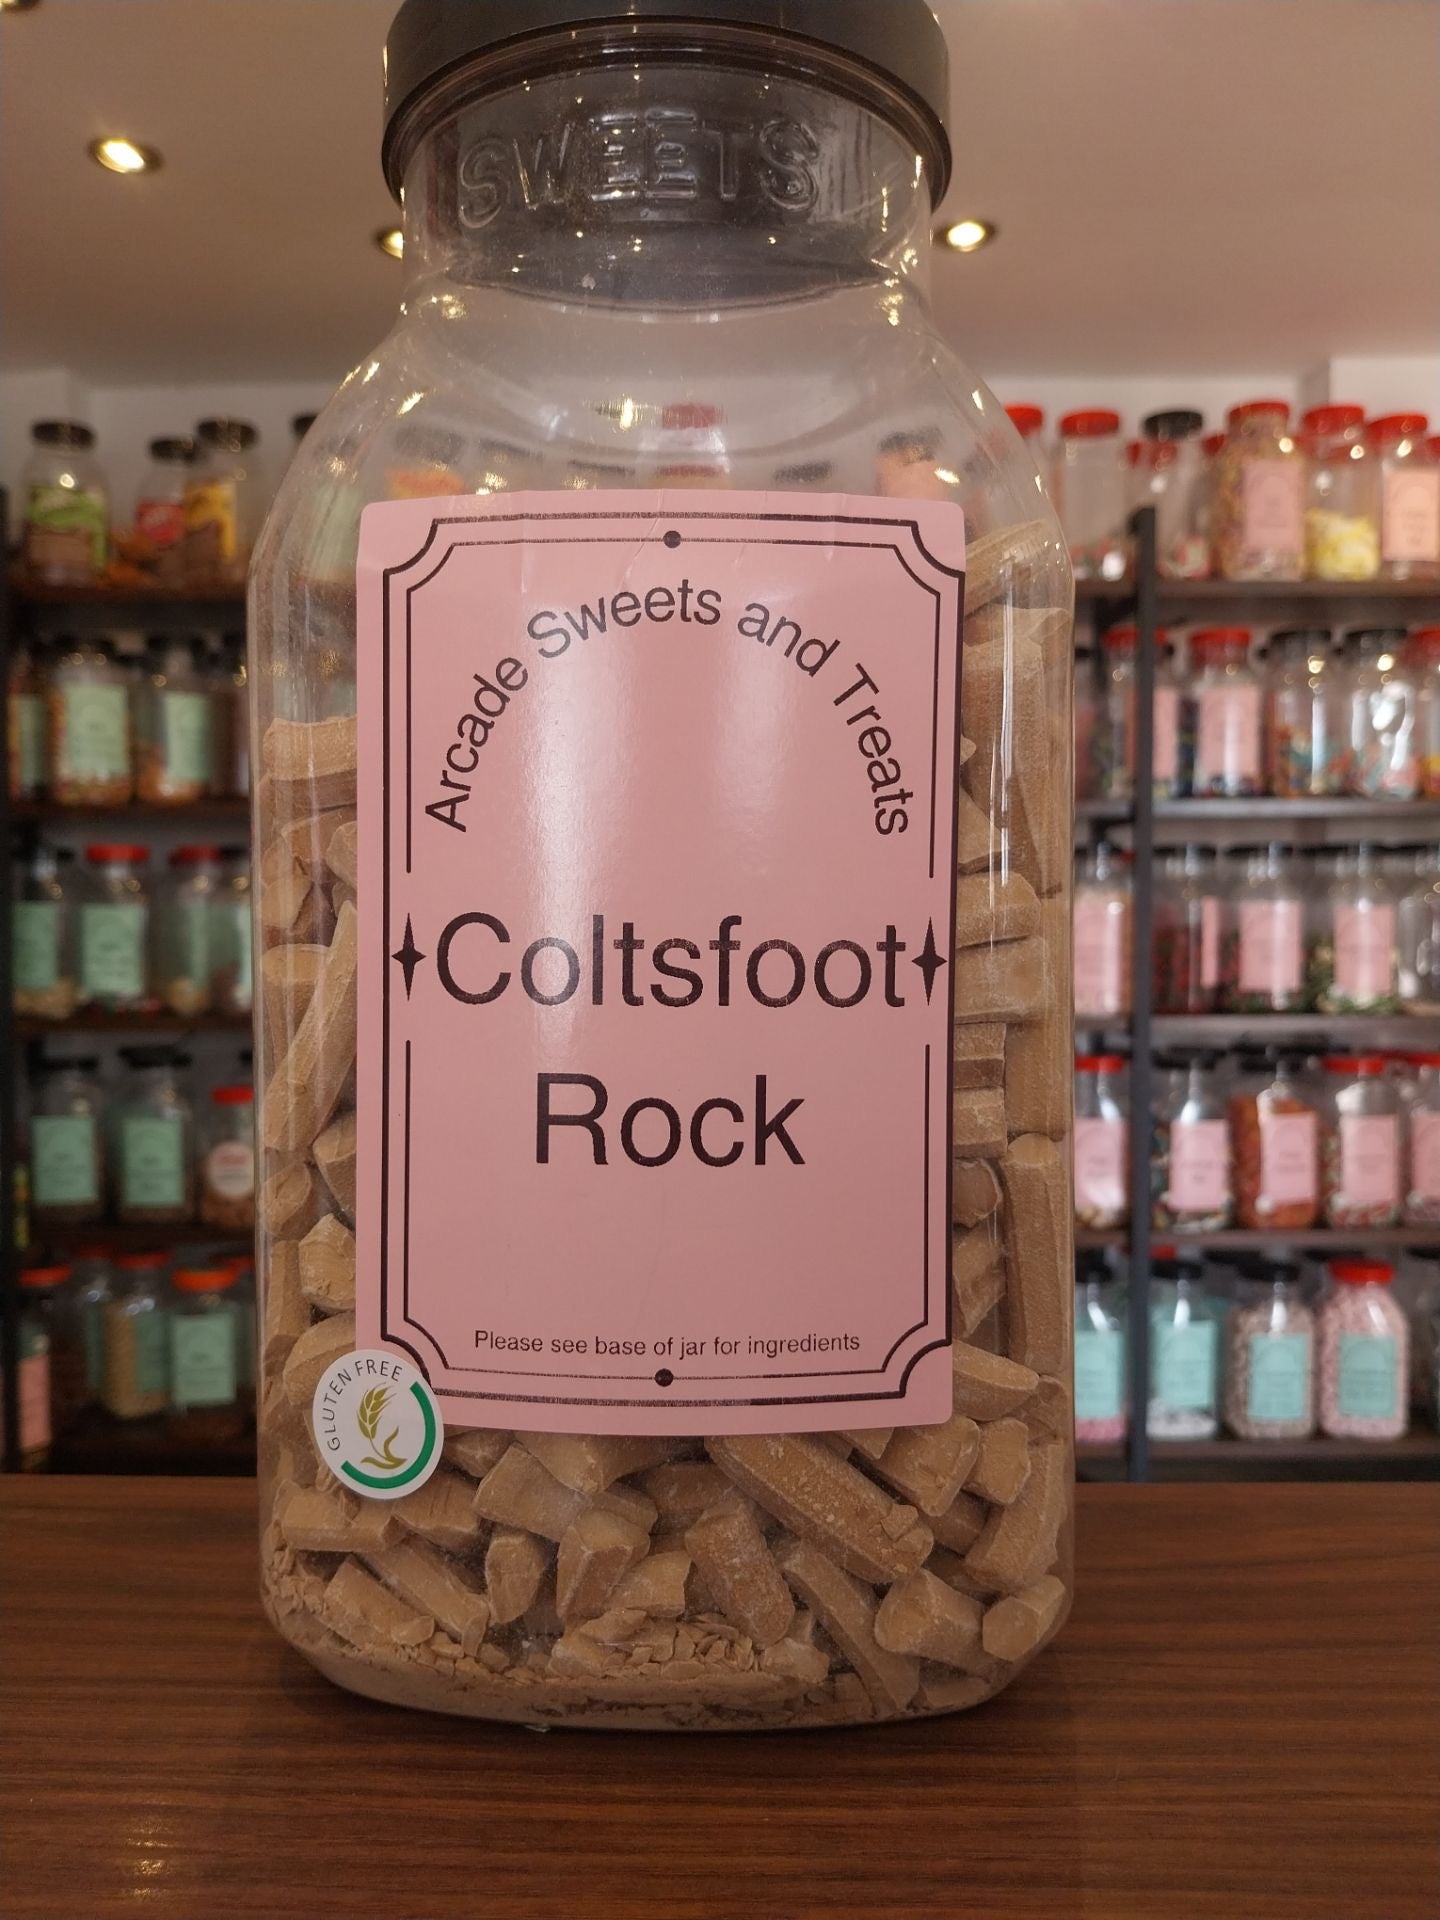 SWEETS
Arcade Sweets and Treats
Coltsfoot
Rock
Please see base of jar for ingredients
GLUTEN FREE